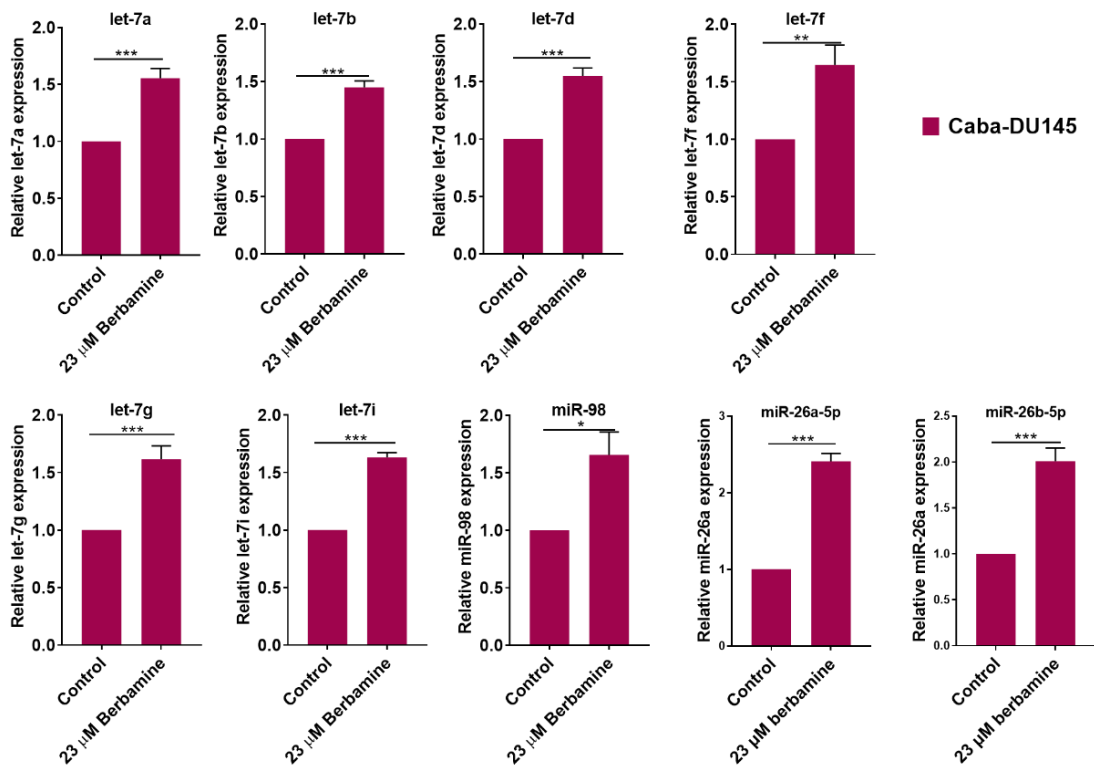 let-7a
Relative let-7a expression
2.0
1.5
1.0
0.5
0.0
***
Control
23 μM Berbamine
let-7b
Relative let-7b expression
2.0
1.5
1.0
0.5
0.0
***
Control
23 μM Berbamine
let-7d
Relative let-7d expression
2.0
1.5
1.0
0.5
0.0
***
Control
23 μM Berbamine
let-7f
Relative let-7f expression
2.0
1.5
1.0
0.5
0.0
**
Control
23 μM Berbamine
Caba-DU145
let-7g
Relative let-7g expression
2.0
1.5
1.0
0.5
0.0
***
Control
23 μM Berbamine
let-7i
Relative let-7i expression
2.0
1.5
1.0
0.5
0.0
***
Control
23 μM Berbamine
miR-98
Relative miR-98 expression
2.0
1.5
1.0
0.5
0.0
*
Control
23 μM Berbamine
miR-26a-5p
Relative miR-26a expression
3
2
1
0
***
Control
23 μM berbamine
miR-26b-5p
Relative miR-26a expression
2.5
2.0
1.5
1.0
0.5
0.0
***
Control
23 μM berbamine